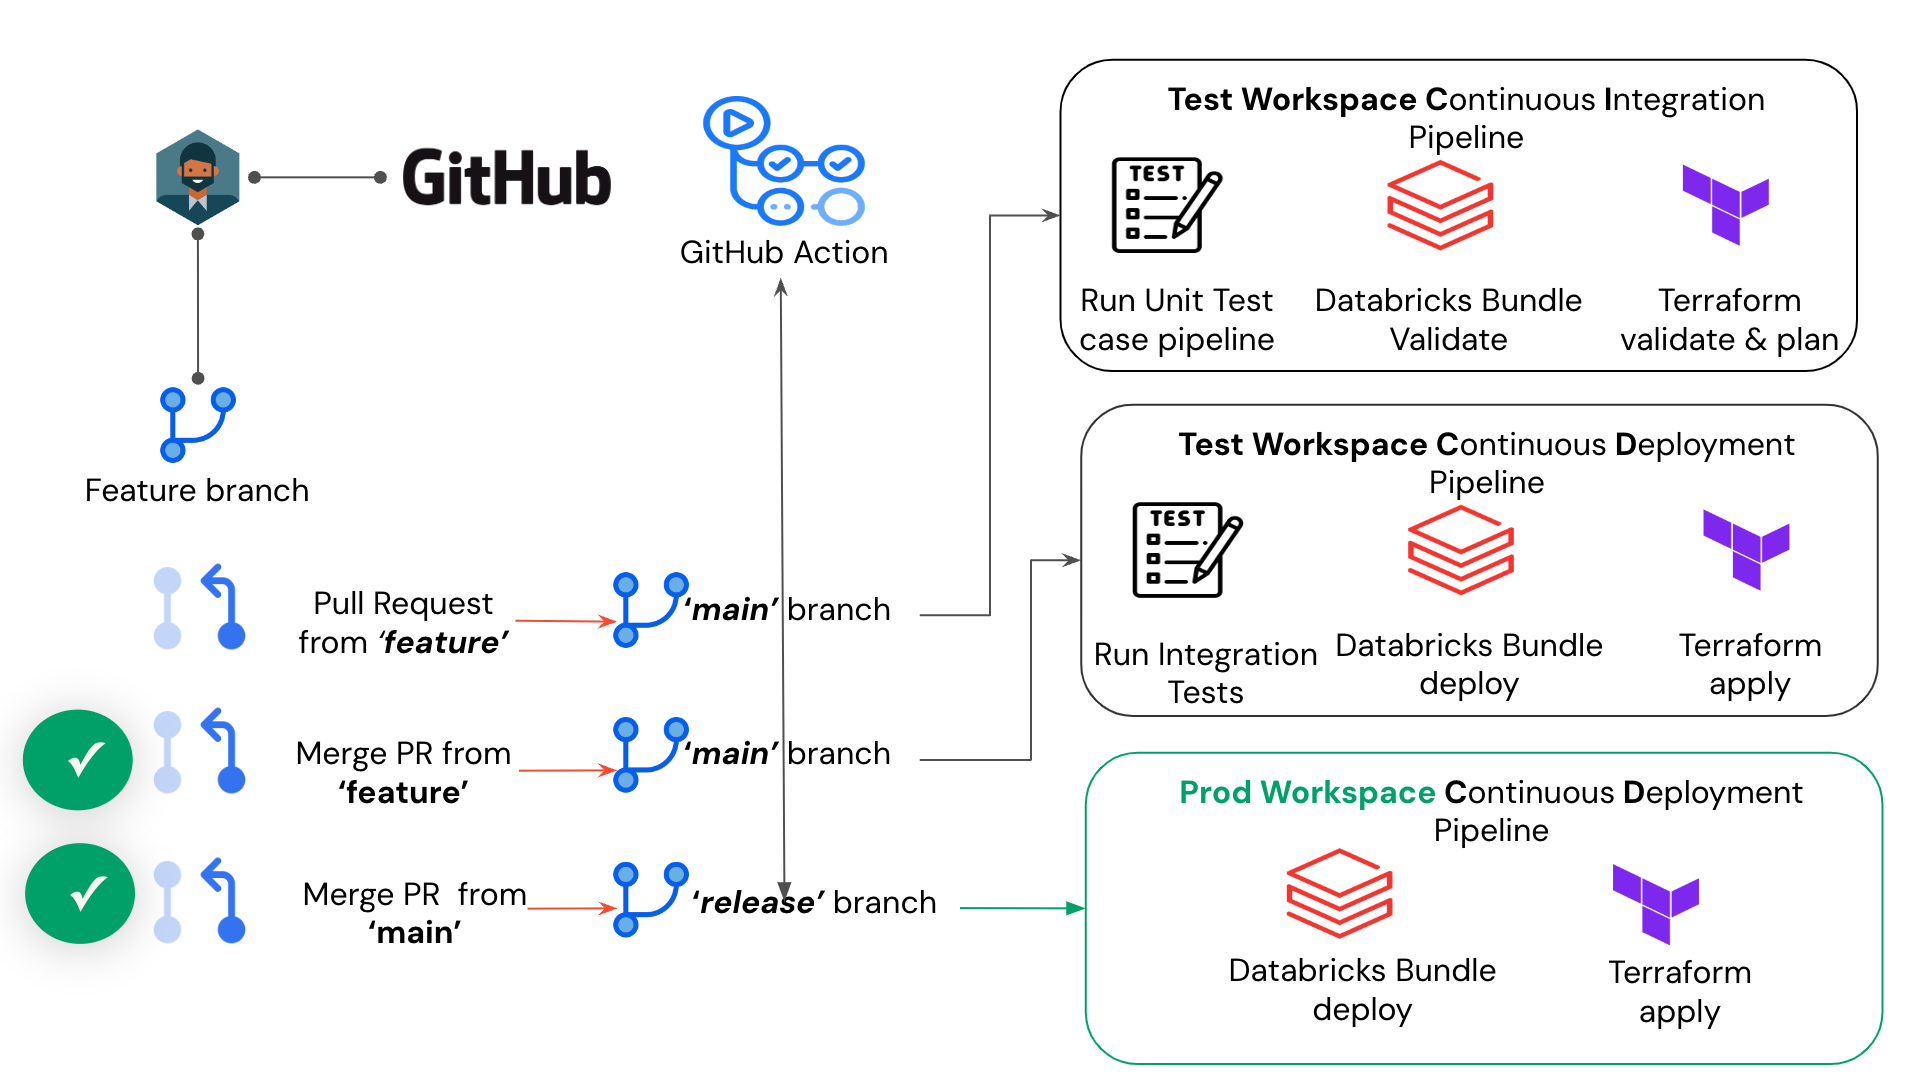 GitHub
GitHub Action
Feature branch
Pull Request
from ‘feature’
‘main’ branch
Merge PR from
‘feature’
‘main’ branch
Merge PR  from
‘main’
‘release’ branch
Test Workspace Continuous Integration
Pipeline
TEST
Run Unit Test
case pipeline
Databricks Bundle
Validate
Terraform
validate & plan
Test Workspace Continuous Deployment
Pipeline
TEST
Run Integration
Tests
Databricks Bundle
deploy
Terraform
apply
Prod Workspace Continuous Deployment
Pipeline
Databricks Bundle
deploy
Terraform
apply